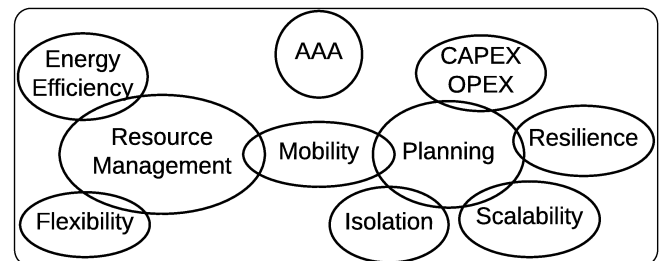 Energy
Efficiency
AAA
CAPEX
OPEX
Resource
Management
Mobility
Planning
Resilience
Flexibility
Isolation
Scalability